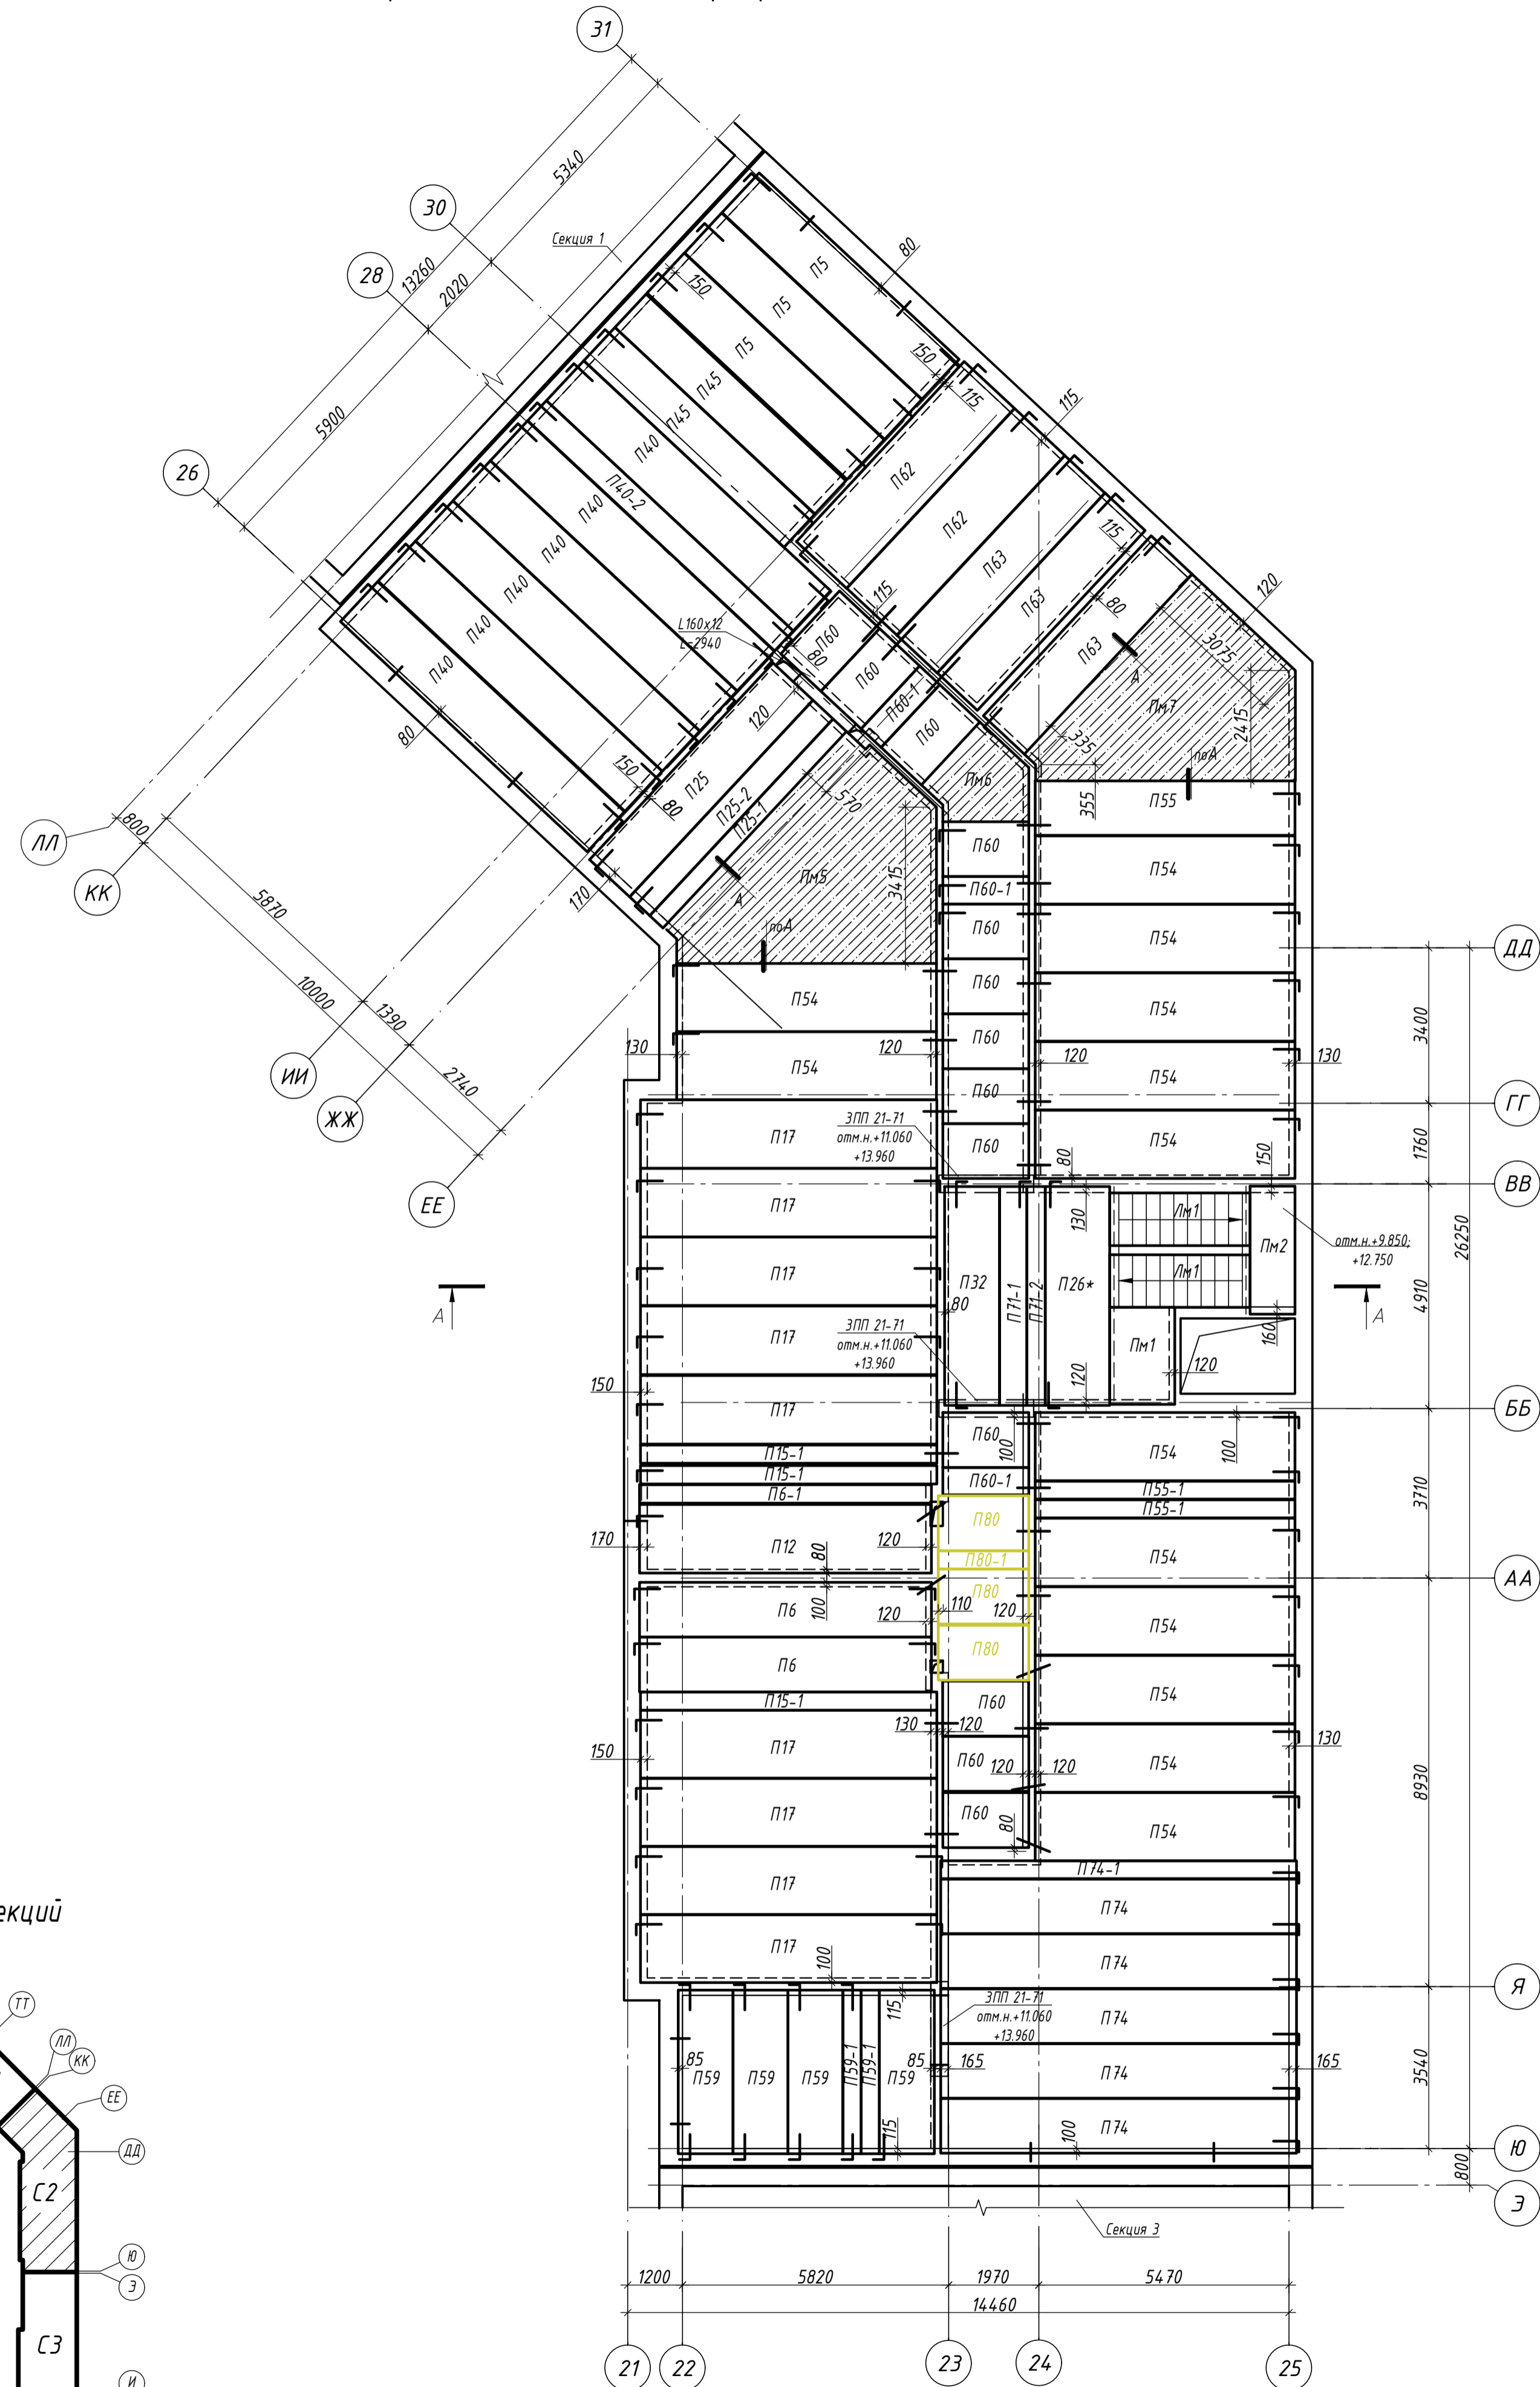 31
30
28
26
5340
13260
2020
5900
Секция 1
80
150
П5
П5
П5
П45
П45
П40
П40-2
П40
П40
П40
П40
П40
150
115
115
П62
П62
П63
П63
П63
115
115
80
120
3075
2415
А
Пм7
335
поА
355
L160х12
L=2940
П60
80
П60
П60-1
П60
Пм6
120
80
150
80
П25
П25-2
П25-1
570
3415
Пм5
А
поА
170
ЛЛ
КК
ИИ
ЖЖ
ЕЕ
800
5870
10000
1390
2740
П55
П54
П54
П54
П54
П54
П60
П60-1
П60
П60
П60
П60
П60
П54
П54
130
120
120
130
ДД
3400
ГГ
1760
ВВ
26250
4910
ББ
3710
АА
8930
Я
3540
Ю
800
Э
П17
П17
П17
П17
П17
П15-1
П15-1
П6-1
П12
3ПП 21-71
отм.н.+11.060
+13.960
80
150
130
Лм1
Лм1
Пм2
отм.н.+9.850;
+12.750
П32
П71-1
П71-2
П26*
80
3ПП 21-71
отм.н.+11.060
+13.960
Пм1
160
120
120
А
А
150
П60
100
П60-1
100
П54
П55-1
П55-1
П54
П54
П54
П54
П54
170
120
80
100
П80
П80-1
П80
П80
120
110
120
П6
П6
П15-1
П17
П17
П17
П17
130
120
П60
П60
П60
120
120
80
150
130
П74-1
П74
П74
П74
П74
П74
100
115
3ПП 21-71
отм.н.+11.060
+13.960
85
П59
П59
П59
П59-1
П59-1
П59
85
165
165
115
100
Секция 3
1200
5820
1970
5470
14460
21
22
23
24
25
екций
ТТ
ЛЛ
КК
ЕЕ
ДД
С2
Ю
Э
С3
И